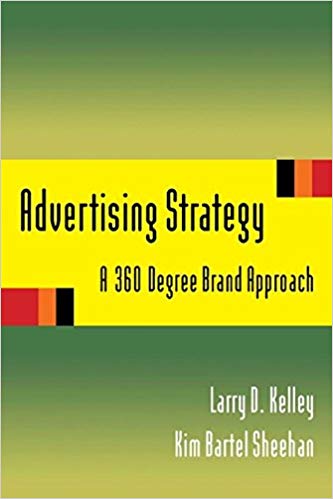 Advertising Strategy
A 360 Degree Brand Approach
Larry D. Kelley
Kim Bartel Sheehan